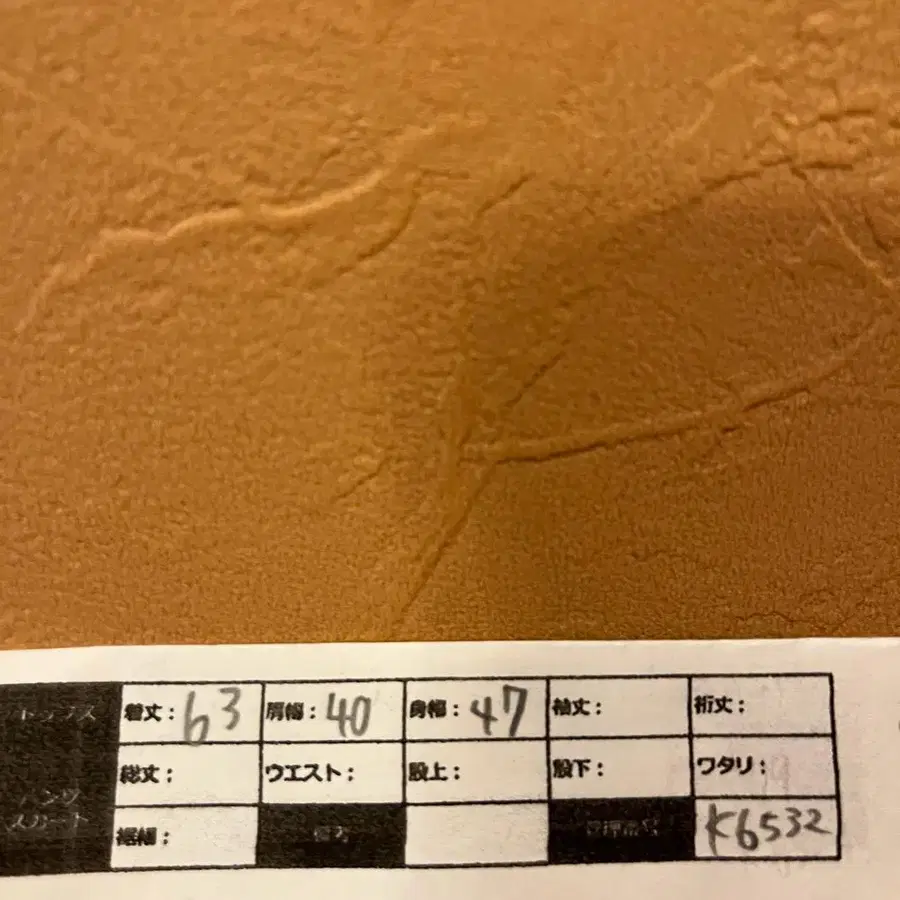 トップス 着丈：63 肩幅：40 身幅：47 袖丈： 裄丈：
パンツ 総丈： ウエスト： 股上： 股下： ワタリ：
スカート 裾幅： 管理番号 K6532